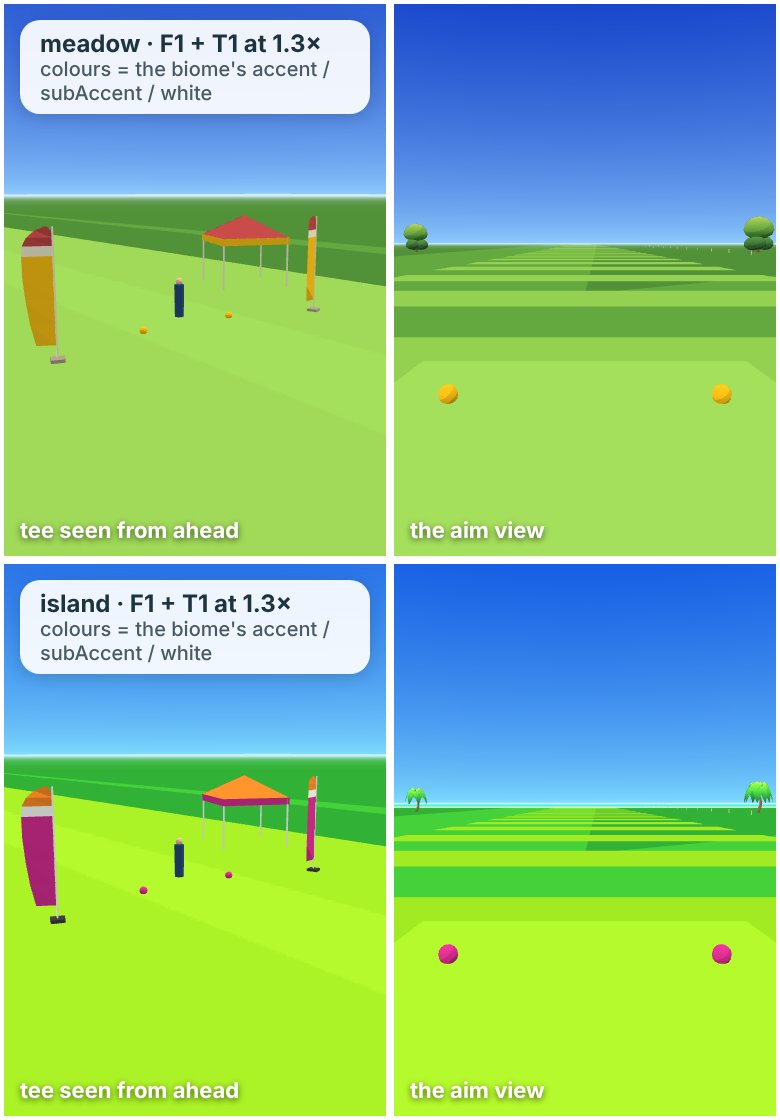 meadow · F1 + T1 at 1.3×
colours = the biome's accent /
subAccent / white
tee seen from ahead
the aim view
island · F1 + T1 at 1.3×
colours = the biome's accent /
subAccent / white
tee seen from ahead
the aim view